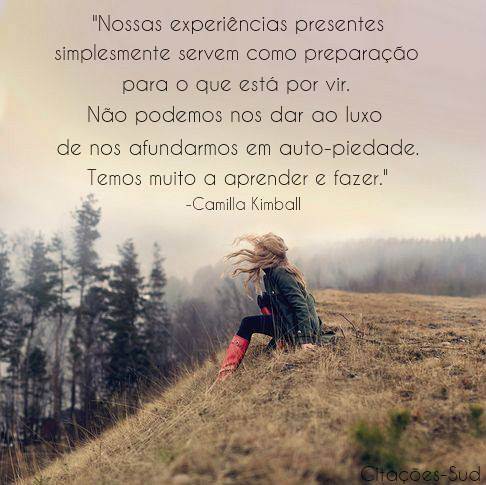 "Nossas experiências presentes
simplesmente servem como preparação
para o que está por vir.
Não podemos nos dar ao luxo
de nos afundarmos em auto-piedade.
Temos muito a aprender e fazer."
-Camilla Kimball
Citações-Sud